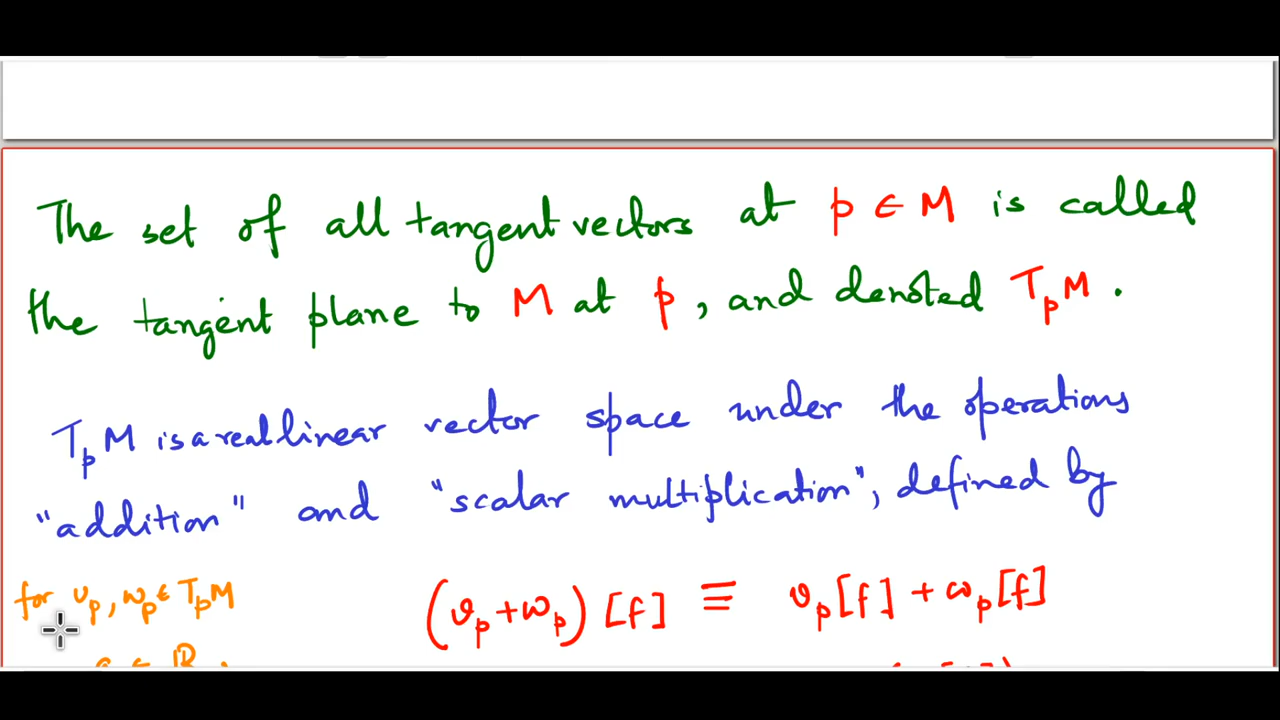 The set of all tangent vectors at p ∈ M is called
the tangent plane to M at p, and denoted TₚM.
TₚM is a real linear vector space under the operations
"addition" and "scalar multiplication", defined by
for vₚ, wₚ ∈ TₚM (vₚ + wₚ) [f] ≡ vₚ[f] + wₚ[f]